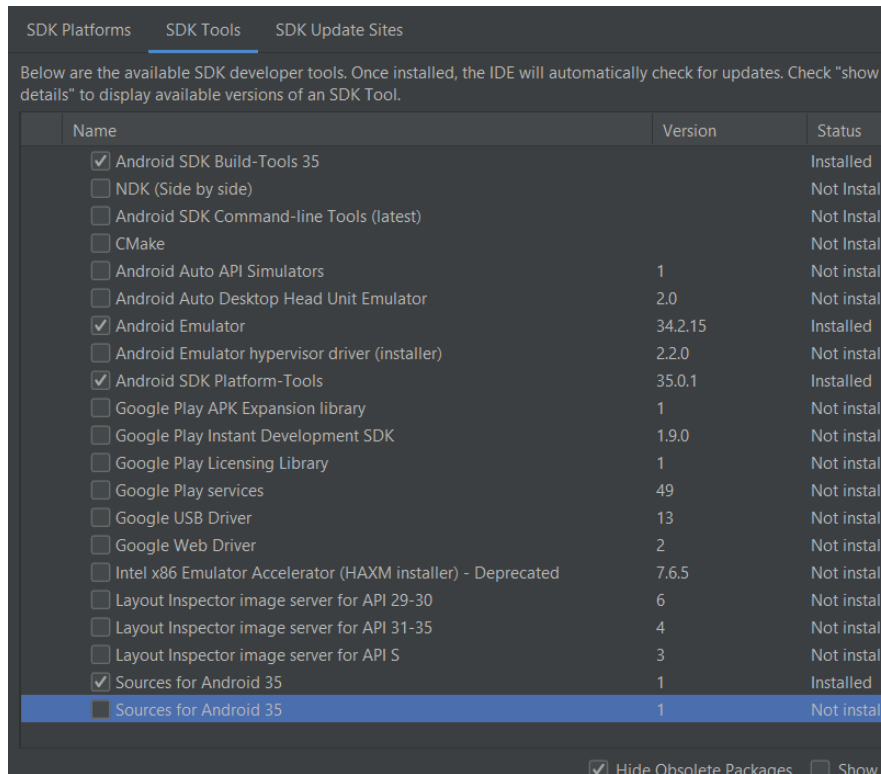 SDK Platforms SDK Tools SDK Update Sites
Below are the available SDK developer tools. Once installed, the IDE will automatically check for updates. Check "show
details" to display available versions of an SDK Tool.
Name Version Status
Android SDK Build-Tools 35 Installed
NDK (Side by side) Not Instal
Android SDK Command-line Tools (latest) Not Instal
CMake Not Instal
Android Auto API Simulators 1 Not instal
Android Auto Desktop Head Unit Emulator 2.0 Not instal
Android Emulator 34.2.15 Installed
Android Emulator hypervisor driver (installer) 2.2.0 Not instal
Android SDK Platform-Tools 35.0.1 Installed
Google Play APK Expansion library 1 Not instal
Google Play Instant Development SDK 1.9.0 Not instal
Google Play Licensing Library 1 Not instal
Google Play services 49 Not instal
Google USB Driver 13 Not instal
Google Web Driver 2 Not instal
Intel x86 Emulator Accelerator (HAXM installer) - Deprecated 7.6.5 Not instal
Layout Inspector image server for API 29-30 6 Not instal
Layout Inspector image server for API 31-35 4 Not instal
Layout Inspector image server for API S 3 Not instal
Sources for Android 35 1 Installed
Sources for Android 35 1 Not instal
Hide Obsolete Packages Show